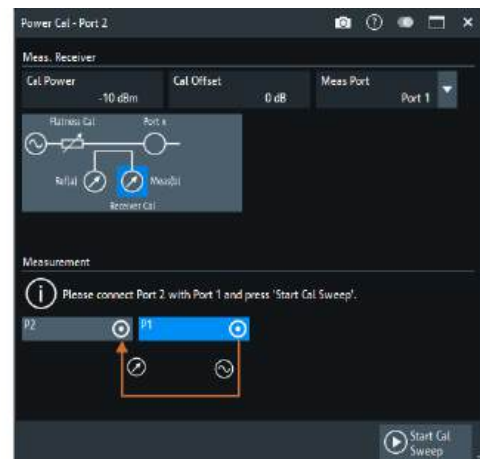 Power Cal - Port 2
Meas. Receiver
Cal Power
-10 dBm
Cal Offset
0 dB
Meas Port
Port 1
Flatness Cal
Port x
Ref(a)
Meas(b)
Receiver Cal
Measurement
Please connect Port 2 with Port 1 and press 'Start Cal Sweep'.
P2
P1
Start Cal
Sweep